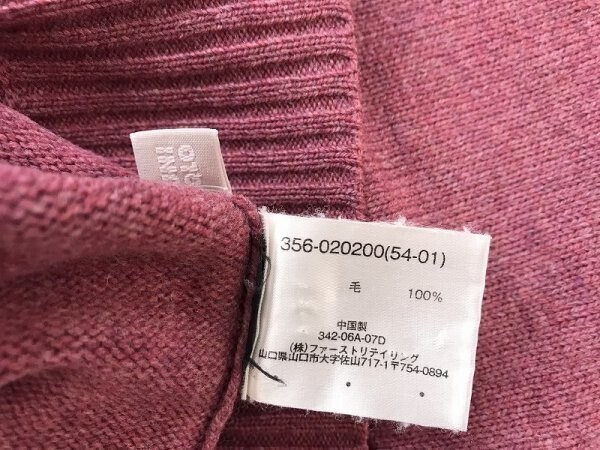 356-020200(54-01)
毛 100%
中国製
342-06A-07D
(株)ファーストリテイリング
山口県山口市大字佐山717-1〒754-0894